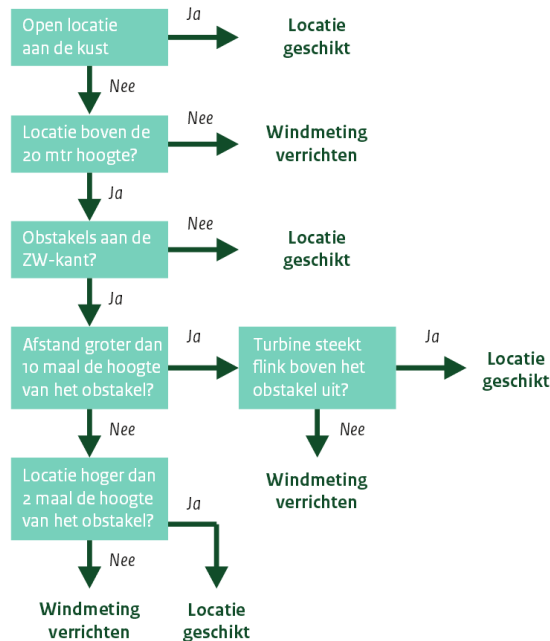 Open locatie
aan de kust
Ja
Locatie
geschikt
Nee
Locatie boven de
20 mtr hoogte?
Nee
Windmeting
verrichten
Ja
Obstakels aan de
ZW-kant?
Nee
Locatie
geschikt
Ja
Afstand groter dan
10 maal de hoogte
van het obstakel?
Ja
Turbine steekt
flink boven het
obstakel uit?
Ja
Locatie
geschikt
Nee
Nee
Windmeting
verrichten
Locatie hoger dan
2 maal de hoogte
van het obstakel?
Ja
Nee
Windmeting
verrichten
Locatie
geschikt